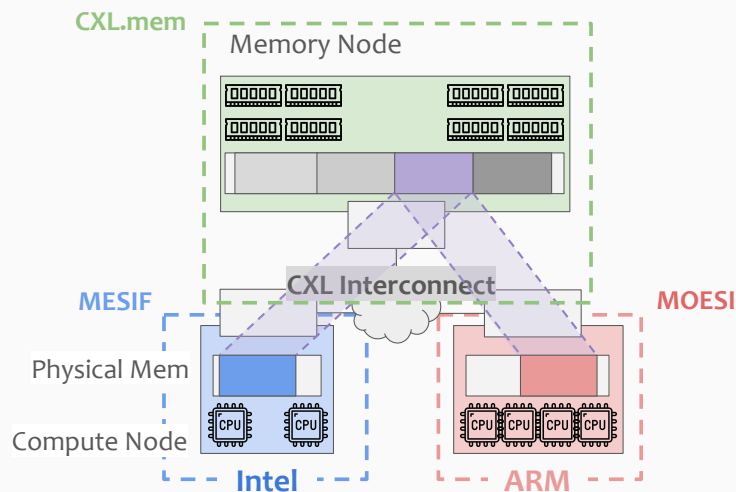 CXL.mem
Memory Node
CXL Interconnect
MESIF
MOESI
Physical Mem
CPU
CPU
CPU
CPU
CPU
CPU
Compute Node
Intel
ARM